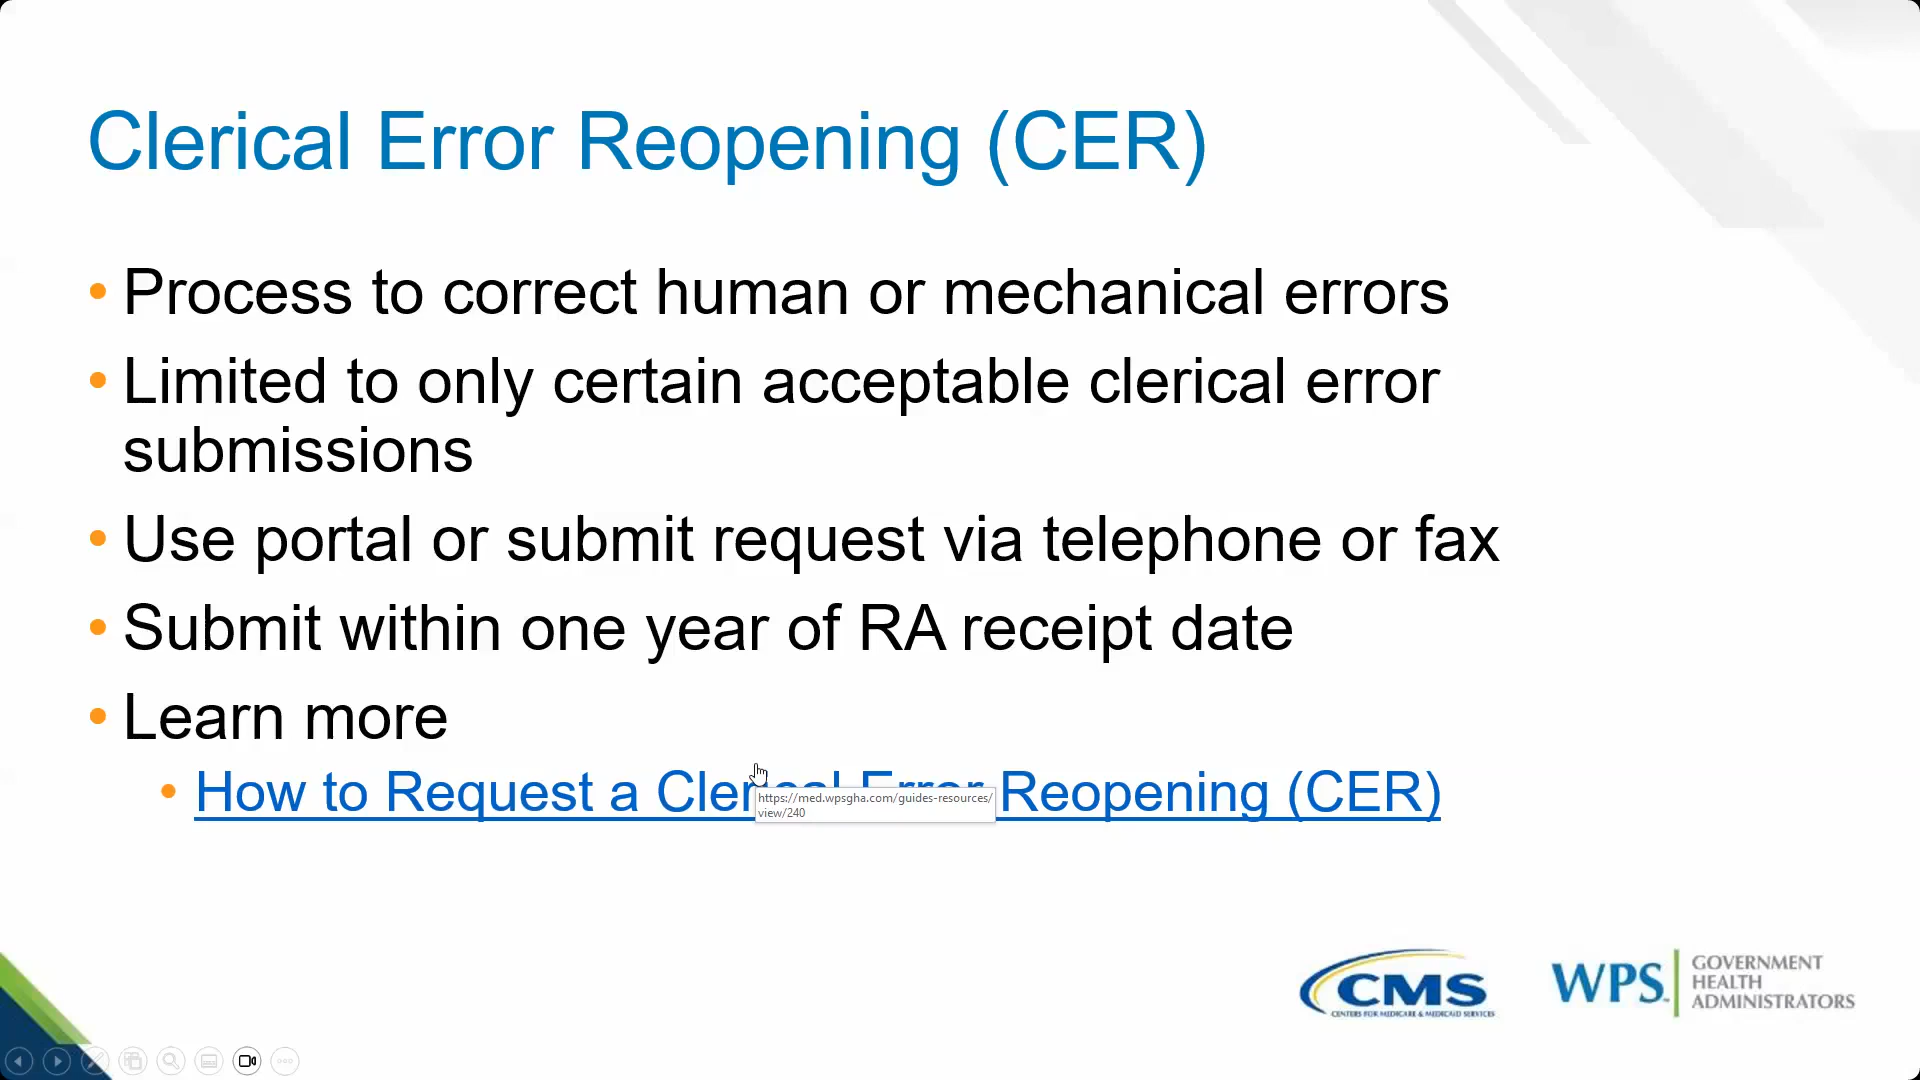 Clerical Error Reopening (CER)
• Process to correct human or mechanical errors
• Limited to only certain acceptable clerical error
submissions
• Use portal or submit request via telephone or fax
• Submit within one year of RA receipt date
• Learn more
• How to Request a Clerical Error Reopening (CER)
https://med.wpsgha.com/guides-resources/
view/240
CMS
CENTERS FOR MEDICARE & MEDICAID SERVICES
WPS™
GOVERNMENT
HEALTH
ADMINISTRATORS